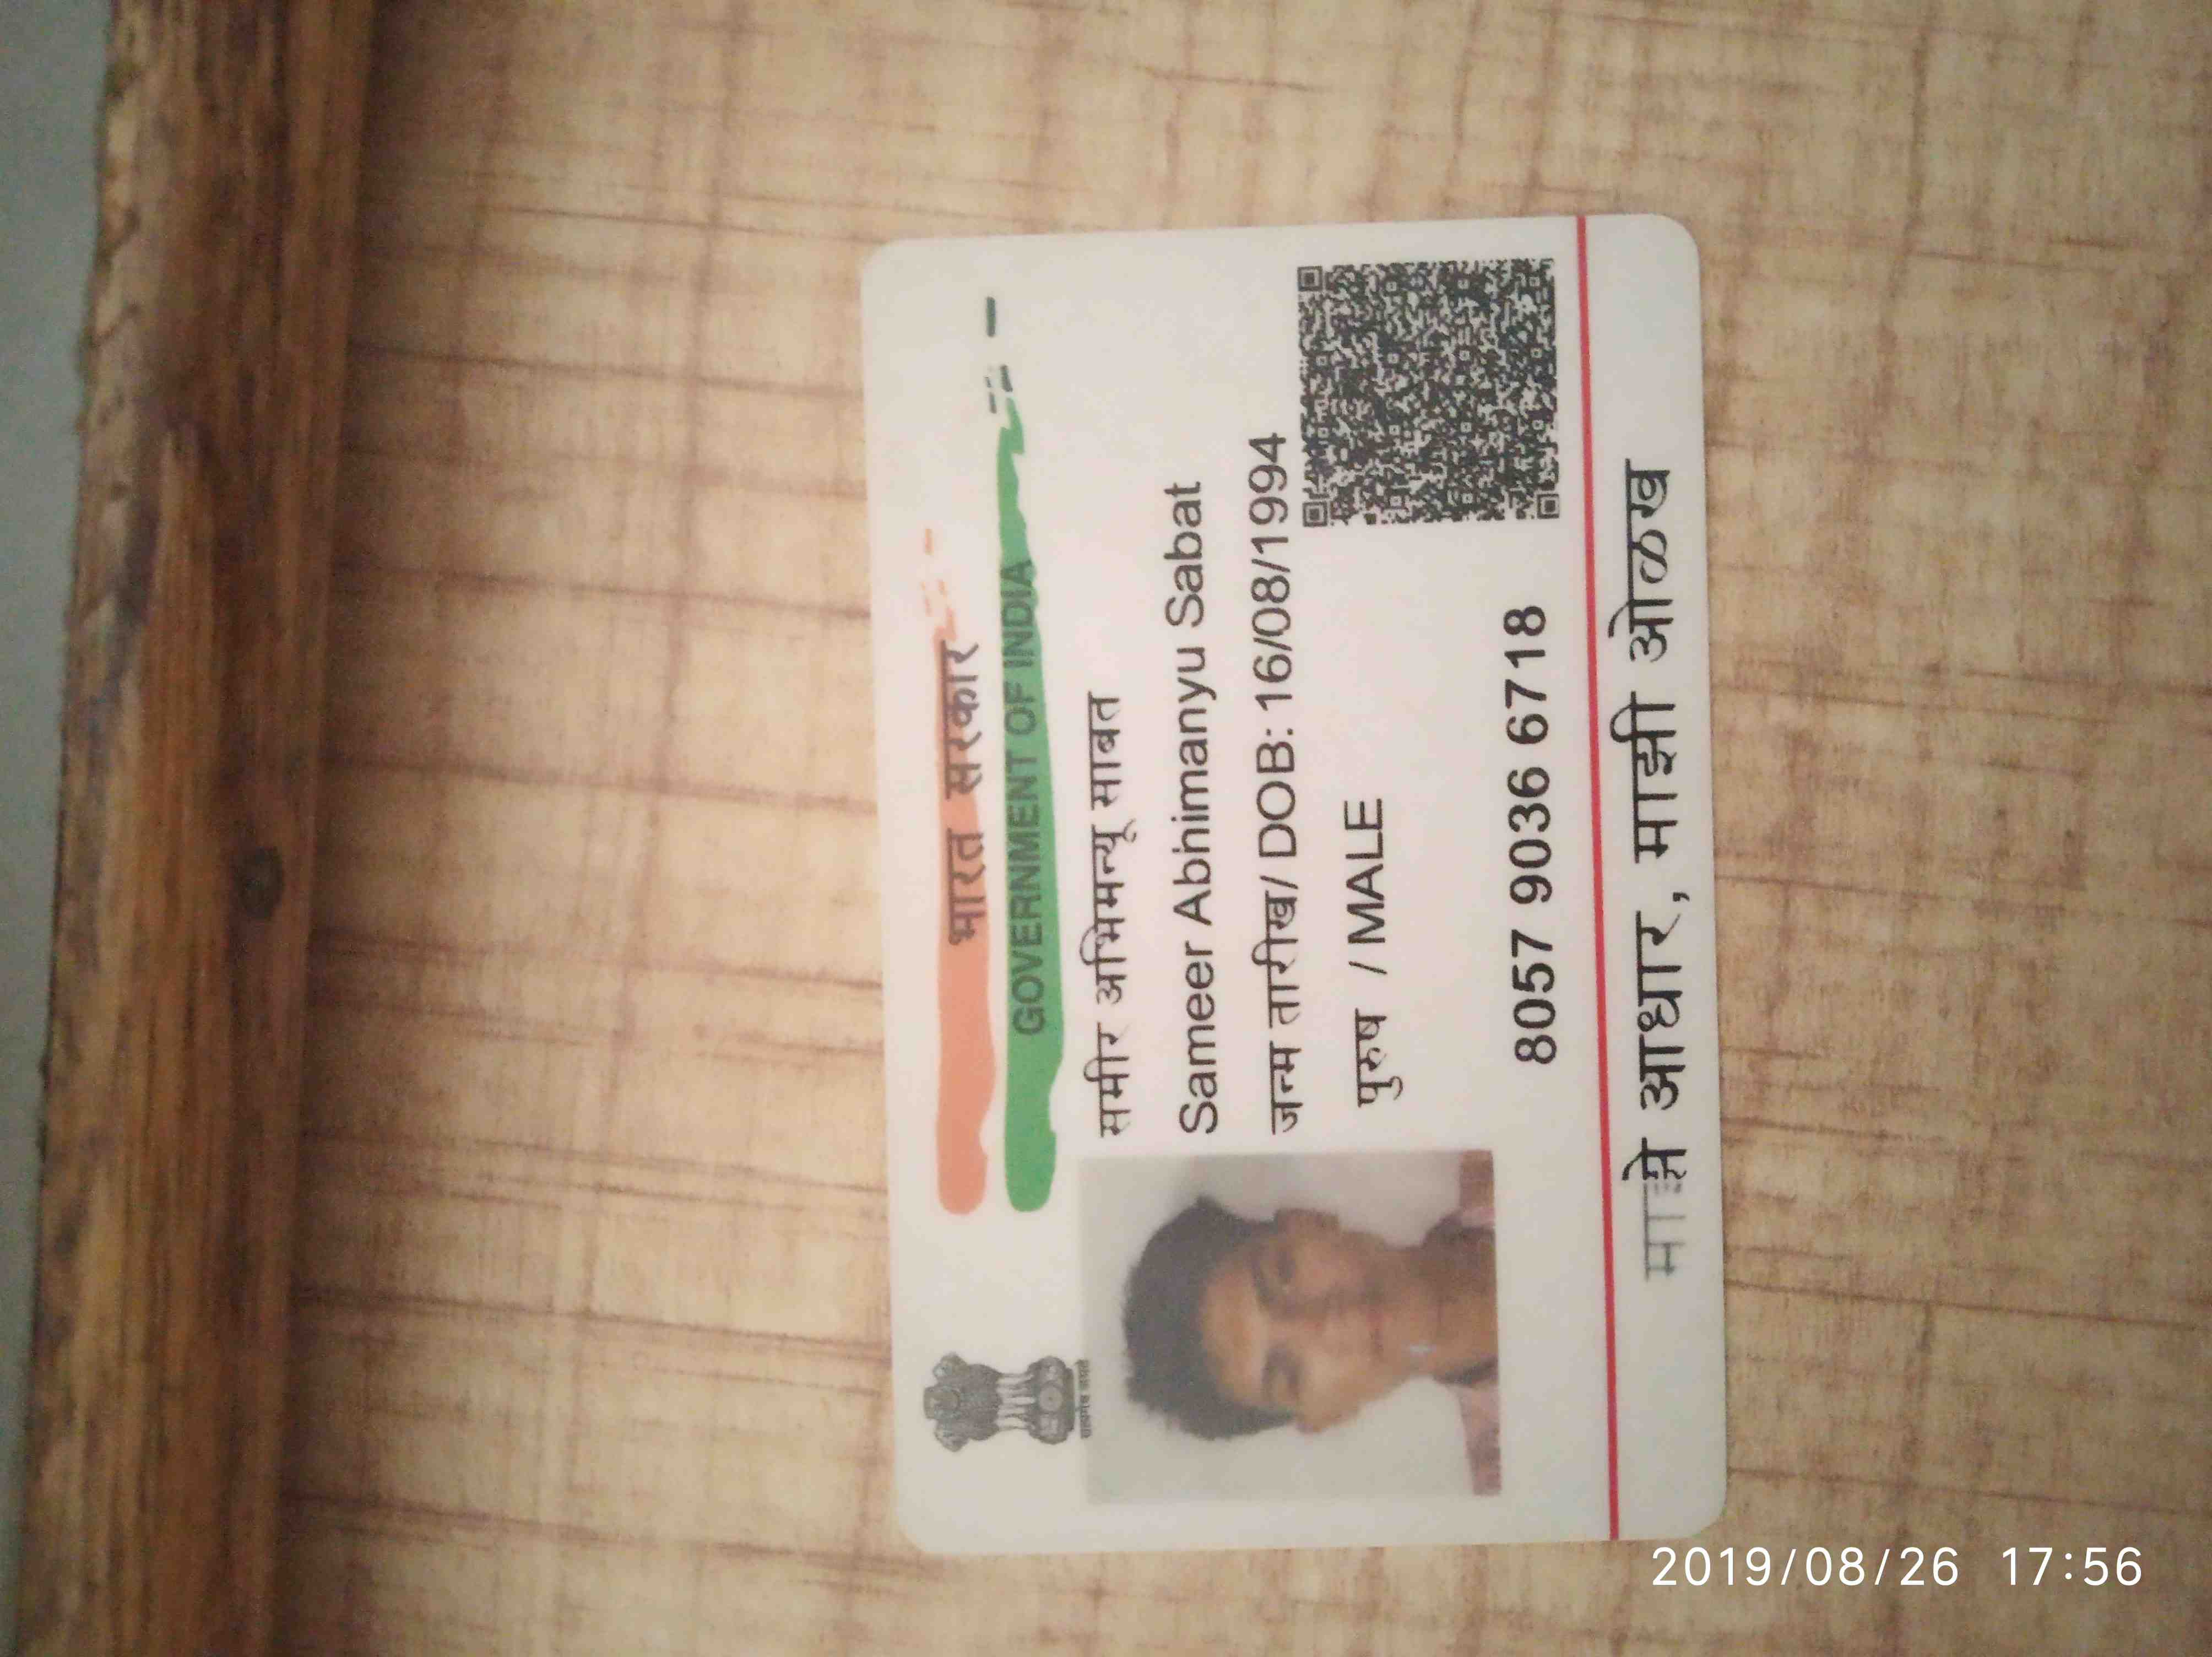 भारत सरकार
GOVERNMENT OF INDIA
समीर अभिमन्यू साबत
Sameer Abhimanyu Sabat
जन्म तारीख/ DOB: 16/08/1994
पुरुष / MALE
8057 9036 6718
माझे आधार, माझी ओळख
2019/08/26 17:56